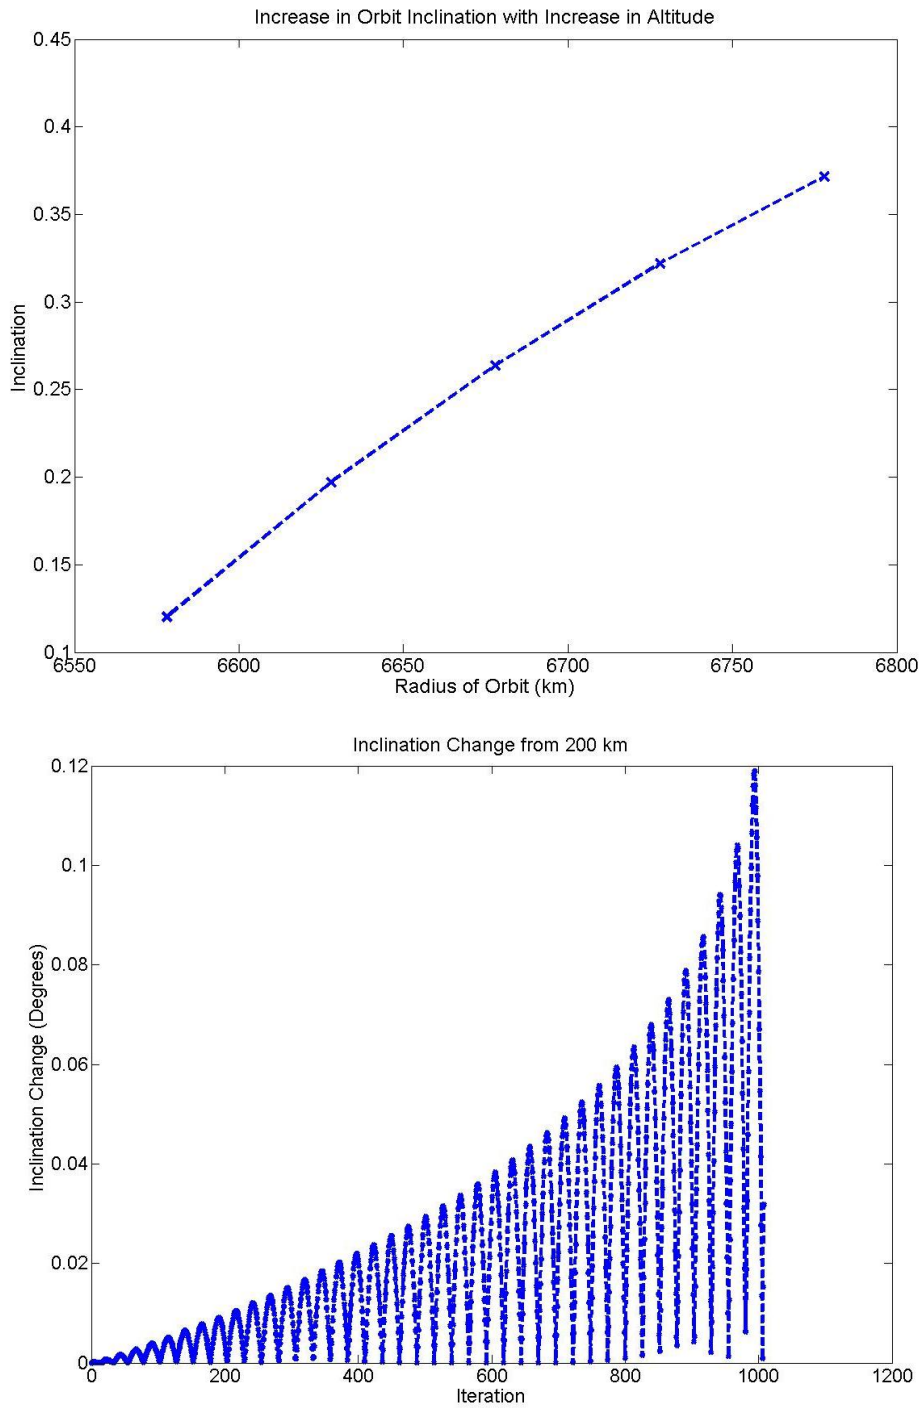 Increase in Orbit Inclination with Increase in Altitude
0.45
0.4
0.35
0.3
0.25
0.2
0.15
0.1
Inclination
6550 6600 6650 6700 6750 6800
Radius of Orbit (km)
Inclination Change from 200 km
0.12
0.1
0.08
0.06
0.04
0.02
0
Inclination Change (Degrees)
0 200 400 600 800 1000 1200
Iteration